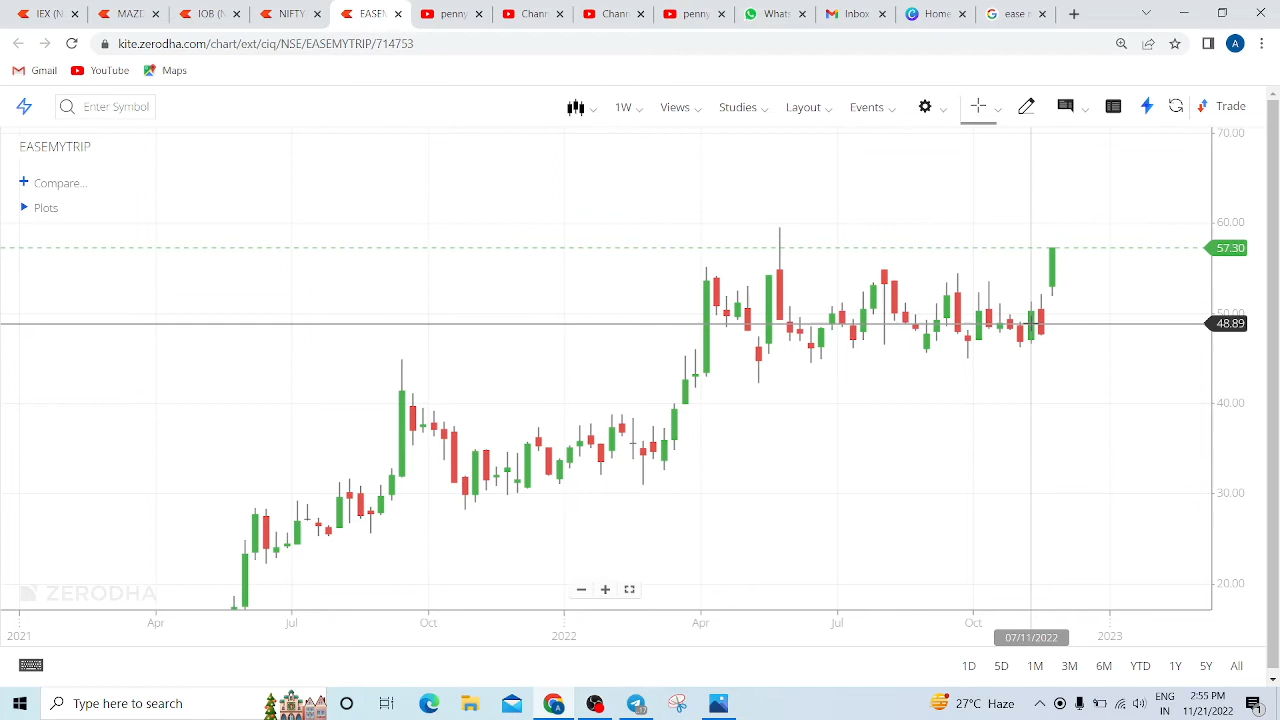 K (N
MAZE
IOB (N
NIFTY
EASEN
penny
Chann
Chann
penny
Whats
Inbox
Home
ease m
kite.zerodha.com/chart/ext/ciq/NSE/EASEMYTRIP/714753
A
Gmail YouTube Maps
Enter Symbol 1W Views Studies Layout Events Trade
EASEMYTRIP
Compare...
Plots
70.00
60.00
57.30
50.00
48.89
40.00
30.00
20.00
ZERODHA
Apr Jul Oct Apr Jul Oct
2021 2022 07/11/2022 2023
1D 5D 1M 3M 6M YTD 1Y 5Y All
Type here to search
27°C Haze
ENG
IN
2:55 PM
11/21/2022